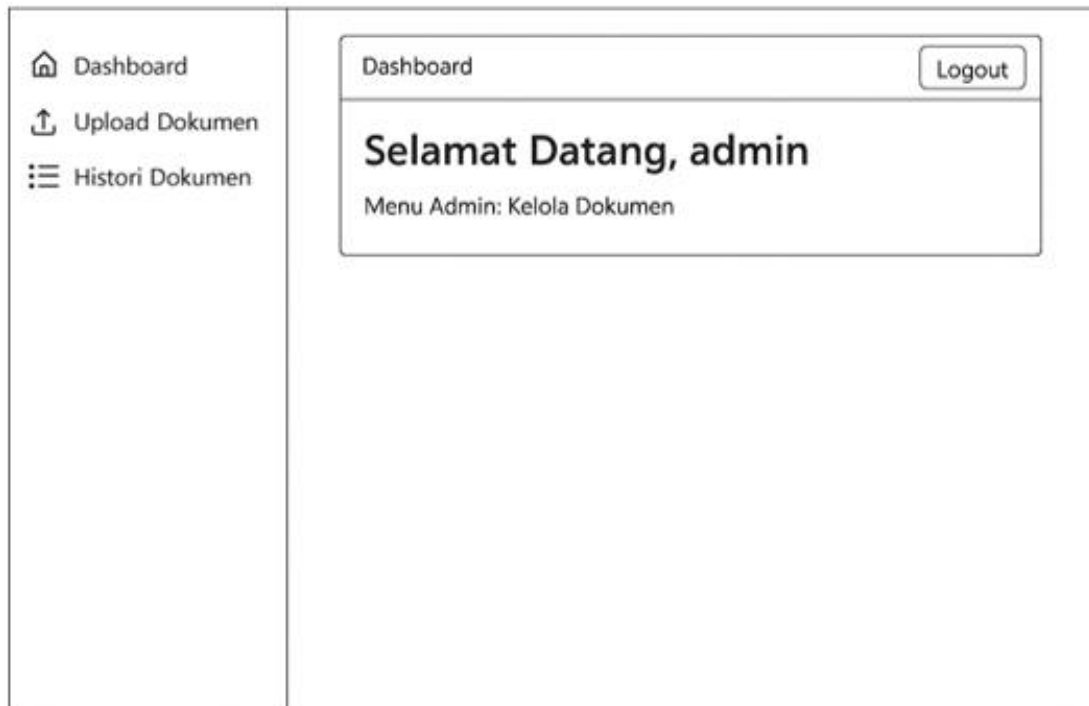 Dashboard
Upload Dokumen
Histori Dokumen
Dashboard
Logout
Selamat Datang, admin
Menu Admin: Kelola Dokumen